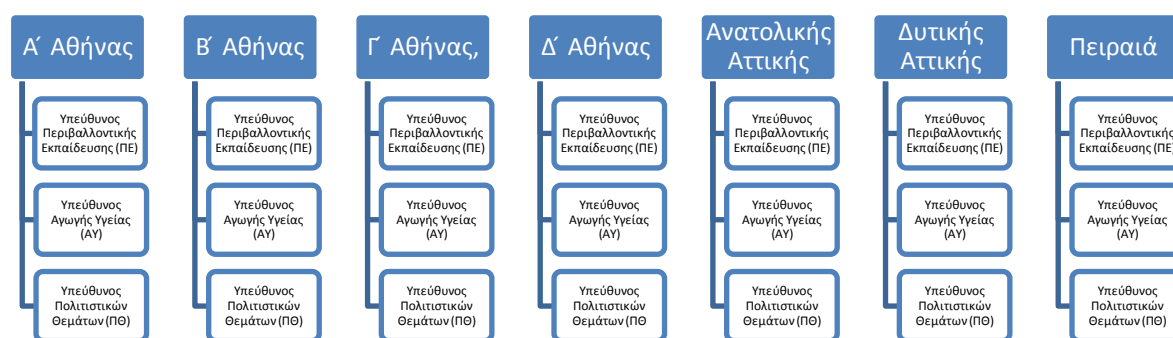 Α΄ Αθήνας
Υπεύθυνος
Περιβαλλοντικής
Εκπαίδευσης (ΠΕ)
Υπεύθυνος
Αγωγής Υγείας
(ΑΥ)
Υπεύθυνος
Πολιτιστικών
Θεμάτων (ΠΘ)
Β΄ Αθήνας
Υπεύθυνος
Περιβαλλοντικής
Εκπαίδευσης (ΠΕ)
Υπεύθυνος
Αγωγής Υγείας
(ΑΥ)
Υπεύθυνος
Πολιτιστικών
Θεμάτων (ΠΘ)
Γ΄ Αθήνας,
Υπεύθυνος
Περιβαλλοντικής
Εκπαίδευσης (ΠΕ)
Υπεύθυνος
Αγωγής Υγείας
(ΑΥ)
Υπεύθυνος
Πολιτιστικών
Θεμάτων (ΠΘ)
Δ΄ Αθήνας
Υπεύθυνος
Περιβαλλοντικής
Εκπαίδευσης (ΠΕ)
Υπεύθυνος
Αγωγής Υγείας
(ΑΥ)
Υπεύθυνος
Πολιτιστικών
Θεμάτων (ΠΘ
Ανατολικής
Αττικής
Υπεύθυνος
Περιβαλλοντικής
Εκπαίδευσης (ΠΕ)
Υπεύθυνος
Αγωγής Υγείας
(ΑΥ)
Υπεύθυνος
Πολιτιστικών
Θεμάτων (ΠΘ)
Δυτικής
Αττικής
Υπεύθυνος
Περιβαλλοντικής
Εκπαίδευσης (ΠΕ)
Υπεύθυνος
Αγωγής Υγείας
(ΑΥ)
Υπεύθυνος
Πολιτιστικών
Θεμάτων (ΠΘ)
Πειραιά
Υπεύθυνος
Περιβαλλοντικής
Εκπαίδευσης (ΠΕ)
Υπεύθυνος
Αγωγής Υγείας
(ΑΥ)
Υπεύθυνος
Πολιτιστικών
Θεμάτων (ΠΘ)